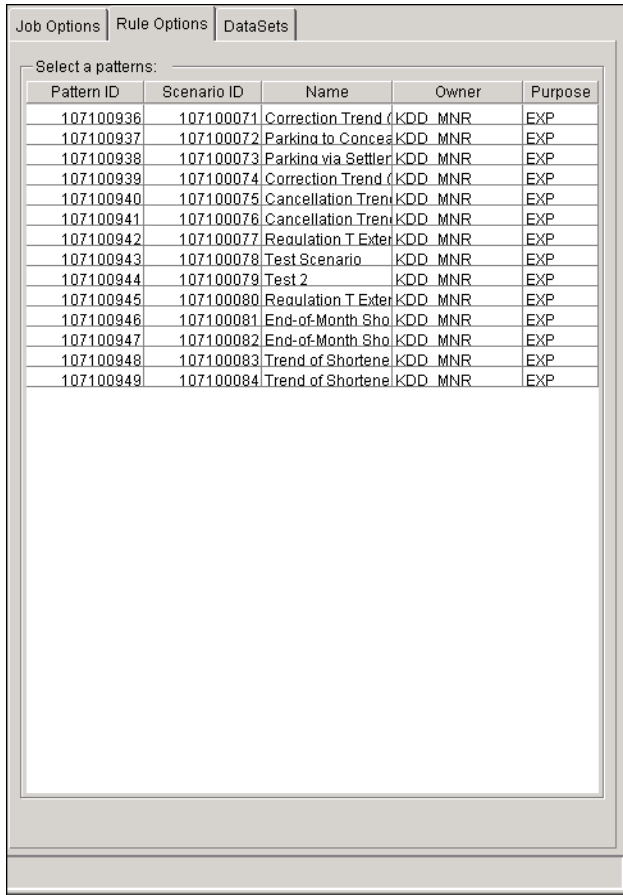 Job Options Rule Options DataSets
Select a patterns:
Pattern ID Scenario ID Name Owner Purpose
107100936 107100071 Correction Trend ( KDD MNR EXP
107100937 107100072 Parking to Concea KDD MNR EXP
107100938 107100073 Parking via Settler KDD MNR EXP
107100939 107100074 Correction Trend ( KDD MNR EXP
107100940 107100075 Cancellation Tren KDD MNR EXP
107100941 107100076 Cancellation Tren KDD MNR EXP
107100942 107100077 Regulation T Exter KDD MNR EXP
107100943 107100078 Test Scenario KDD MNR EXP
107100944 107100079 Test 2 KDD MNR EXP
107100945 107100080 Regulation T Exter KDD MNR EXP
107100946 107100081 End-of-Month Sho KDD MNR EXP
107100947 107100082 End-of-Month Sho KDD MNR EXP
107100948 107100083 Trend of Shortene KDD MNR EXP
107100949 107100084 Trend of Shortene KDD MNR EXP